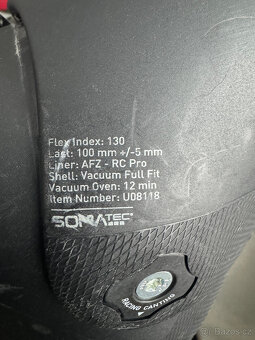 Flex Index: 130
Last: 100 mm +/-5 mm
Liner: AFZ - RC Pro
Shell: Vacuum Full Fit
Vacuum Oven: 12 min
Item Number: U08118
SOMATEC
RACING CANTING